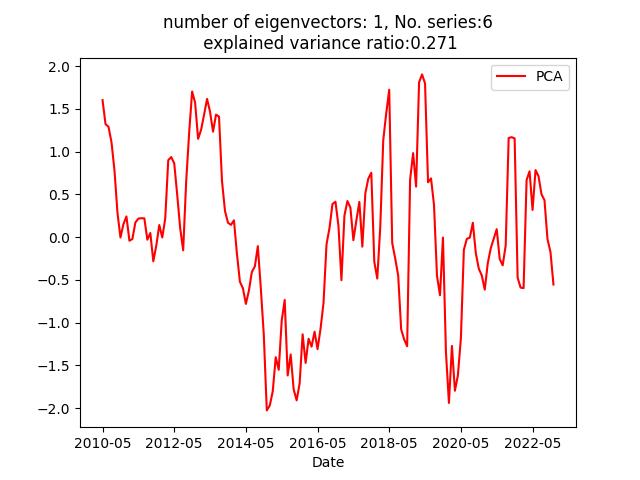 number of eigenvectors: 1, No. series:6
explained variance ratio:0.271
PCA
2.0
1.5
1.0
0.5
0.0
−0.5
−1.0
−1.5
−2.0
2010-05 2012-05 2014-05 2016-05 2018-05 2020-05 2022-05
Date